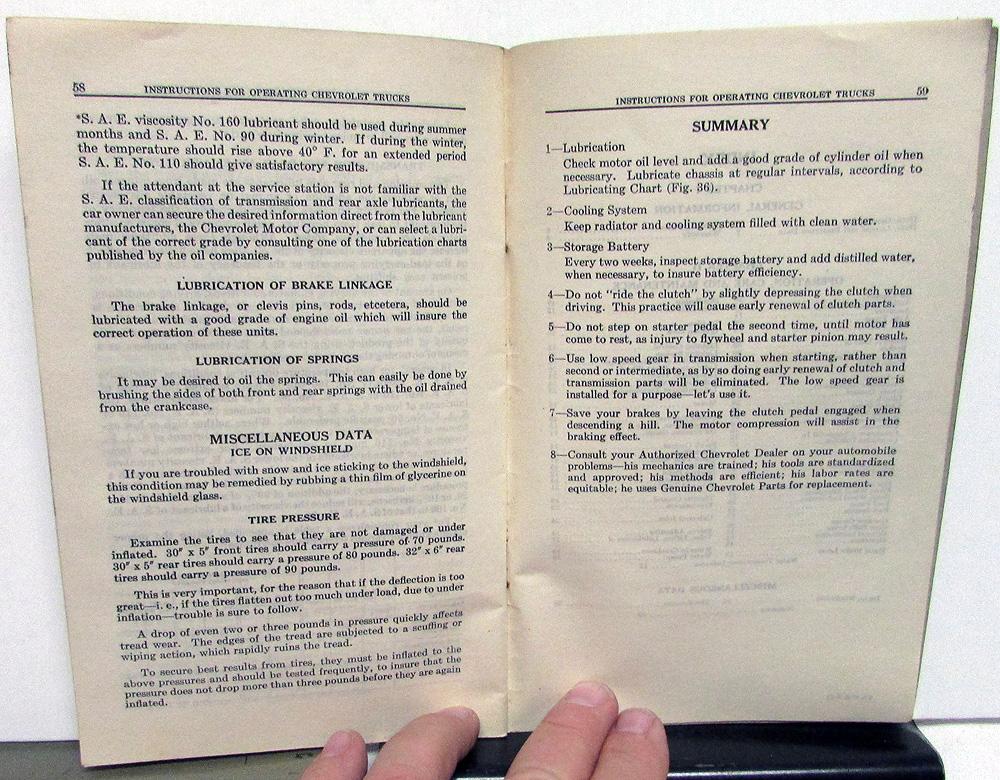 58 INSTRUCTIONS FOR OPERATING CHEVROLET TRUCKS
*S. A. E. viscosity No. 160 lubricant should be used during summer
months and S. A. E. No. 90 during winter. If during the winter,
the temperature should rise above 40° F. for an extended period
S. A. E. No. 110 should give satisfactory results.
If the attendant at the service station is not familiar with the
S. A. E. classification of transmission and rear axle lubricants, the
car owner can secure the desired information direct from the lubricant
manufacturers, the Chevrolet Motor Company, or can select a lubri-
cant of the correct grade by consulting one of the lubrication charts
published by the oil companies.
LUBRICATION OF BRAKE LINKAGE
The brake linkage, or clevis pins, rods, etcetera, should be
lubricated with a good grade of engine oil which will insure the
correct operation of these units.
LUBRICATION OF SPRINGS
It may be desired to oil the springs. This can easily be done by
brushing the sides of both front and rear springs with the oil drained
from the crankcase.
MISCELLANEOUS DATA
ICE ON WINDSHIELD
If you are troubled with snow and ice sticking to the windshield,
this condition may be remedied by rubbing a thin film of glycerine on
the windshield glass.
TIRE PRESSURE
Examine the tires to see that they are not damaged or under
inflated. 30″ x 5″ front tires should carry a pressure of 70 pounds.
30″ x 5″ rear tires should carry a pressure of 80 pounds. 32″ x 6″ rear
tires should carry a pressure of 90 pounds.
This is very important, for the reason that if the deflection is too
great—i. e., if the tires flatten out too much under load, due to under
inflation—trouble is sure to follow.
A drop of even two or three pounds in pressure quickly affects
tread wear. The edges of the tread are subjected to a scuffing or
wiping action, which rapidly ruins the tread.
To secure best results from tires, they must be inflated to the
above pressures and should be tested frequently, to insure that the
pressure does not drop more than three pounds before they are again
inflated.
INSTRUCTIONS FOR OPERATING CHEVROLET TRUCKS 59
SUMMARY
1—Lubrication
Check motor oil level and add a good grade of cylinder oil when
necessary. Lubricate chassis at regular intervals, according to
Lubricating Chart (Fig. 36).
2—Cooling System
Keep radiator and cooling system filled with clean water.
3—Storage Battery
Every two weeks, inspect storage battery and add distilled water,
when necessary, to insure battery efficiency.
4—Do not "ride the clutch" by slightly depressing the clutch when
driving. This practice will cause early renewal of clutch parts.
5—Do not step on starter pedal the second time, until motor has
come to rest, as injury to flywheel and starter pinion may result.
6—Use low speed gear in transmission when starting, rather than
second or intermediate, as by so doing early renewal of clutch and
transmission parts will be eliminated. The low speed gear is
installed for a purpose—let's use it.
7—Save your brakes by leaving the clutch pedal engaged when
descending a hill. The motor compression will assist in the
braking effect.
8—Consult your Authorized Chevrolet Dealer on your automobile
problems—his mechanics are trained; his tools are standardized
and approved; his methods are efficient; his labor rates are
equitable; he uses Genuine Chevrolet Parts for replacement.